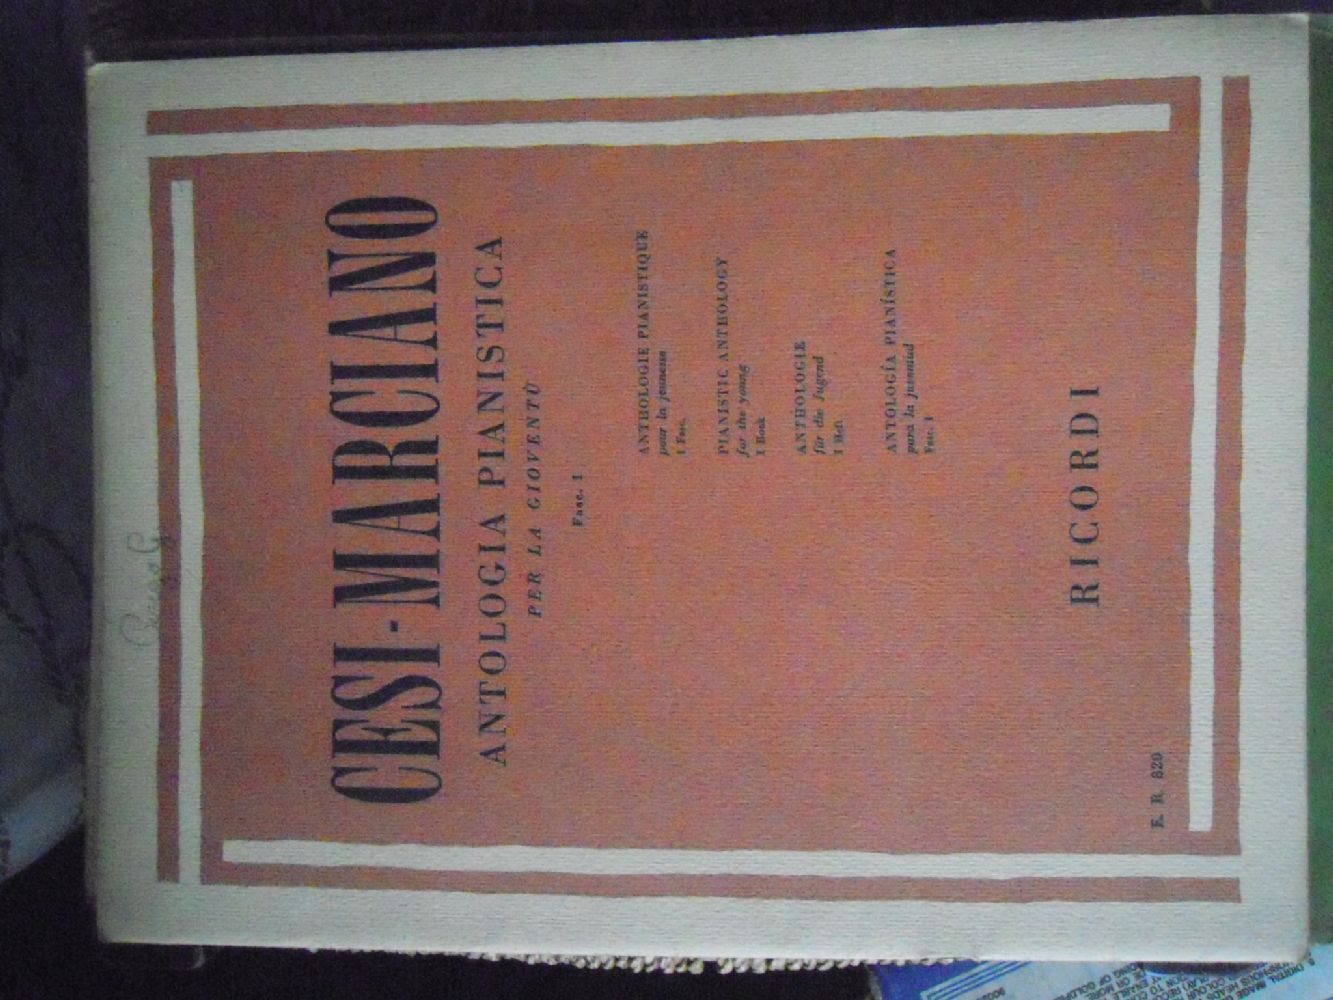 CESI-MARCIANO
ANTOLOGIA PIANISTICA
PER LA GIOVENTÙ
Fasc. 1
ANTHOLOGIE PIANISTIQUE
pour la jeunesse
I Fasc.
PIANISTIC ANTHOLOGY
for the young
I Book
ANTHOLOGIE
für die Jugend
I Heft
ANTOLOGÍA PIANÍSTICA
para la juventud
Fasc. I
RICORDI
E. R. 820